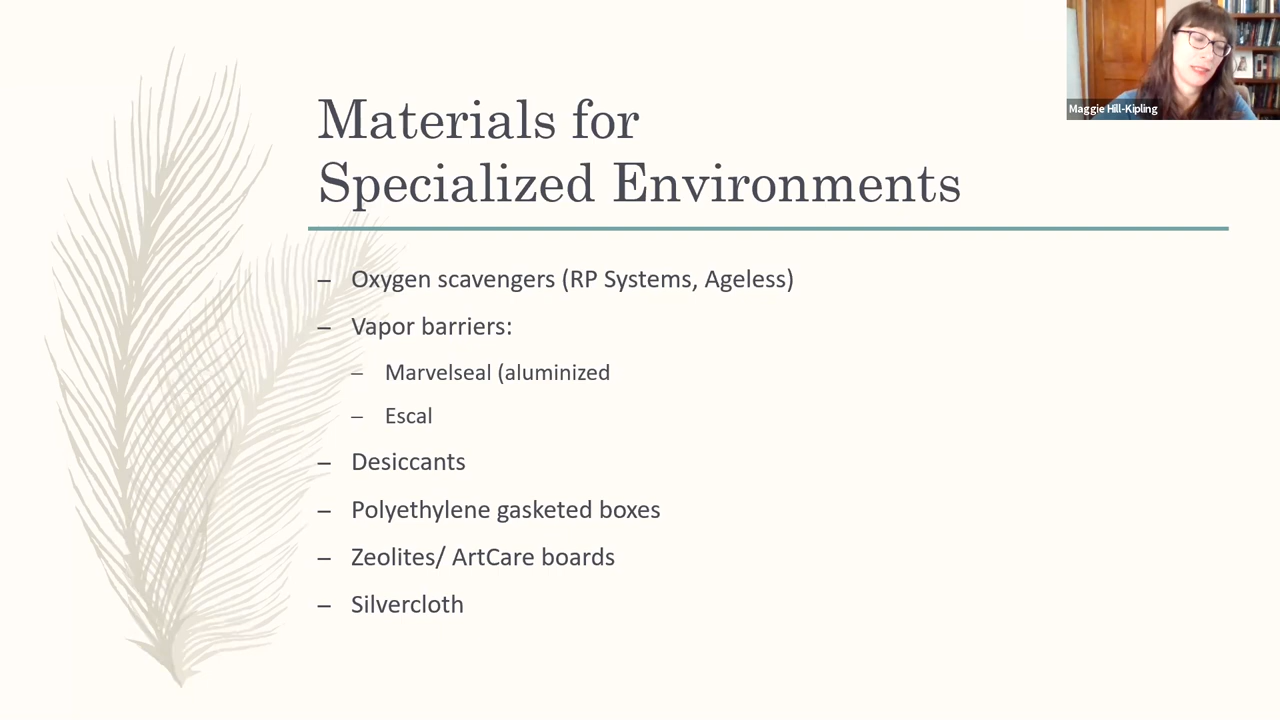 Maggie Hill-Kipling
Materials for
Specialized Environments
– Oxygen scavengers (RP Systems, Ageless)
– Vapor barriers:
– Marvelseal (aluminized
– Escal
– Desiccants
– Polyethylene gasketed boxes
– Zeolites/ ArtCare boards
– Silvercloth